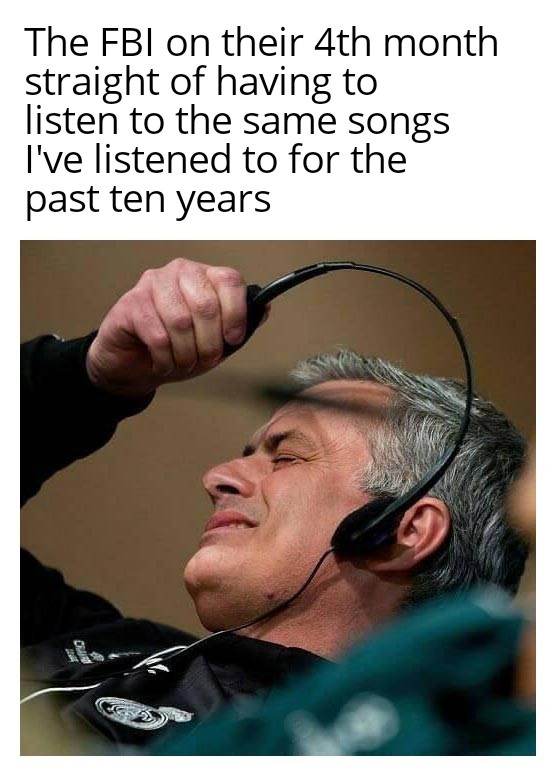 The FBI on their 4th month
straight of having to
listen to the same songs
I've listened to for the
past ten years